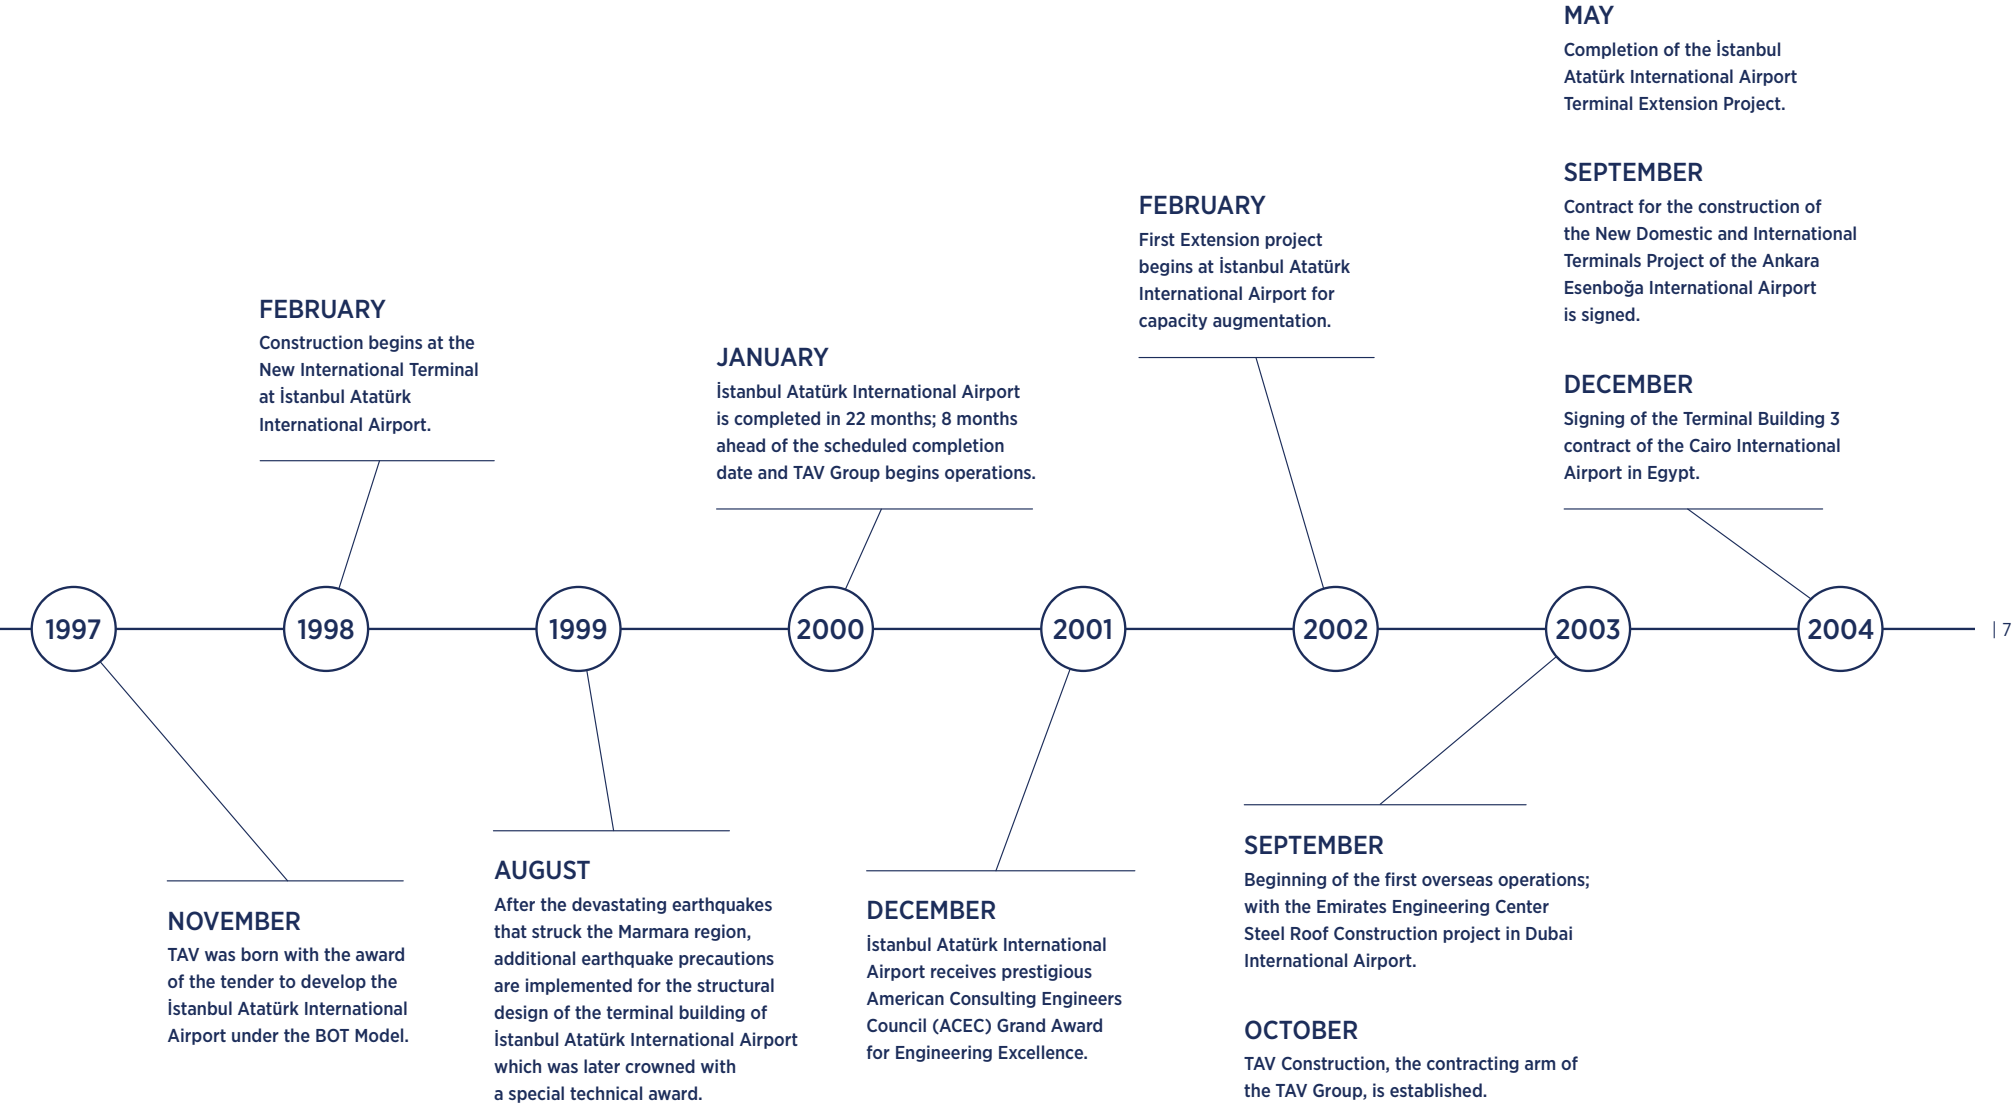 1997
NOVEMBER
TAV was born with the award
of the tender to develop the
İstanbul Atatürk International
Airport under the BOT Model.
1998
FEBRUARY
Construction begins at the
New International Terminal
at İstanbul Atatürk
International Airport.
1999
AUGUST
After the devastating earthquakes
that struck the Marmara region,
additional earthquake precautions
are implemented for the structural
design of the terminal building of
İstanbul Atatürk International Airport
which was later crowned with
a special technical award.
2000
JANUARY
İstanbul Atatürk International Airport
is completed in 22 months; 8 months
ahead of the scheduled completion
date and TAV Group begins operations.
2001
DECEMBER
İstanbul Atatürk International
Airport receives prestigious
American Consulting Engineers
Council (ACEC) Grand Award
for Engineering Excellence.
2002
FEBRUARY
First Extension project
begins at İstanbul Atatürk
International Airport for
capacity augmentation.
2003
SEPTEMBER
Beginning of the first overseas operations;
with the Emirates Engineering Center
Steel Roof Construction project in Dubai
International Airport.
OCTOBER
TAV Construction, the contracting arm of
the TAV Group, is established.
2004
MAY
Completion of the İstanbul
Atatürk International Airport
Terminal Extension Project.
SEPTEMBER
Contract for the construction of
the New Domestic and International
Terminals Project of the Ankara
Esenboğa International Airport
is signed.
DECEMBER
Signing of the Terminal Building 3
contract of the Cairo International
Airport in Egypt.
| 7